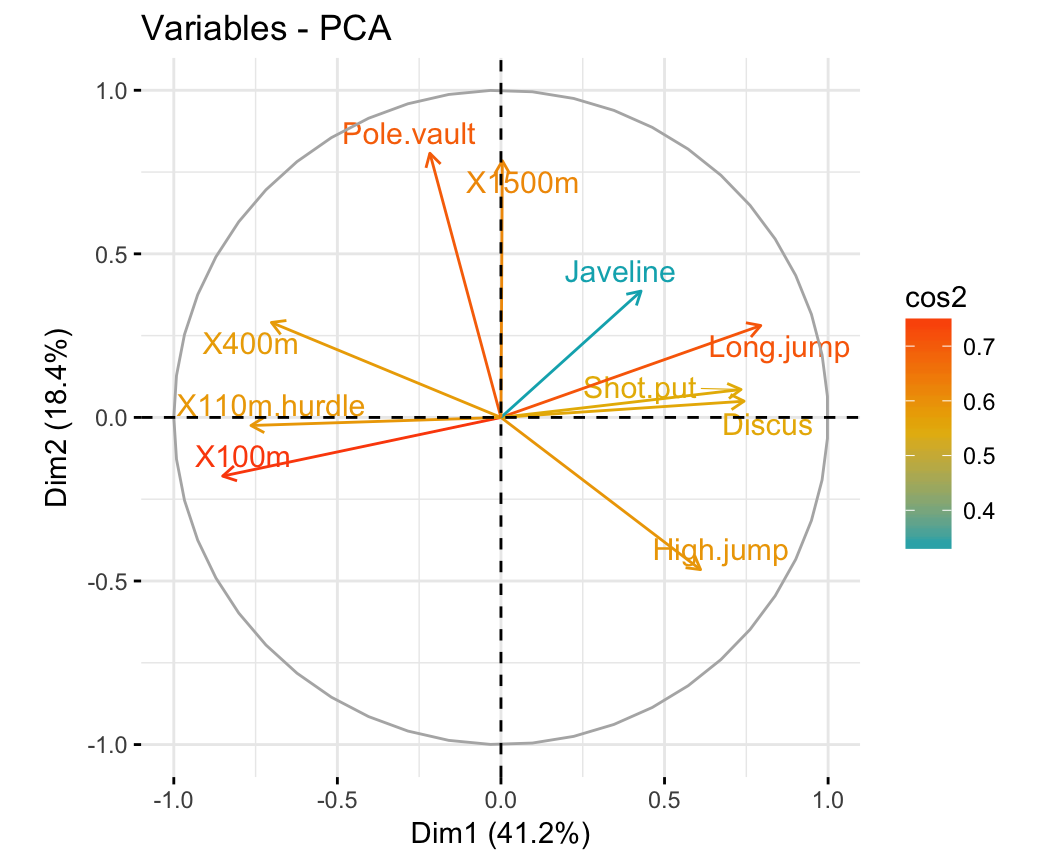 Variables - PCA
1.0
0.5
0.0
-0.5
-1.0
Dim2 (18.4%)
Pole.vault
X1500m
Javeline
X400m
Long.jump
Shot.put
X110m.hurdle
Discus
X100m
High.jump
-1.0
-0.5
0.0
0.5
1.0
Dim1 (41.2%)
cos2
0.7
0.6
0.5
0.4